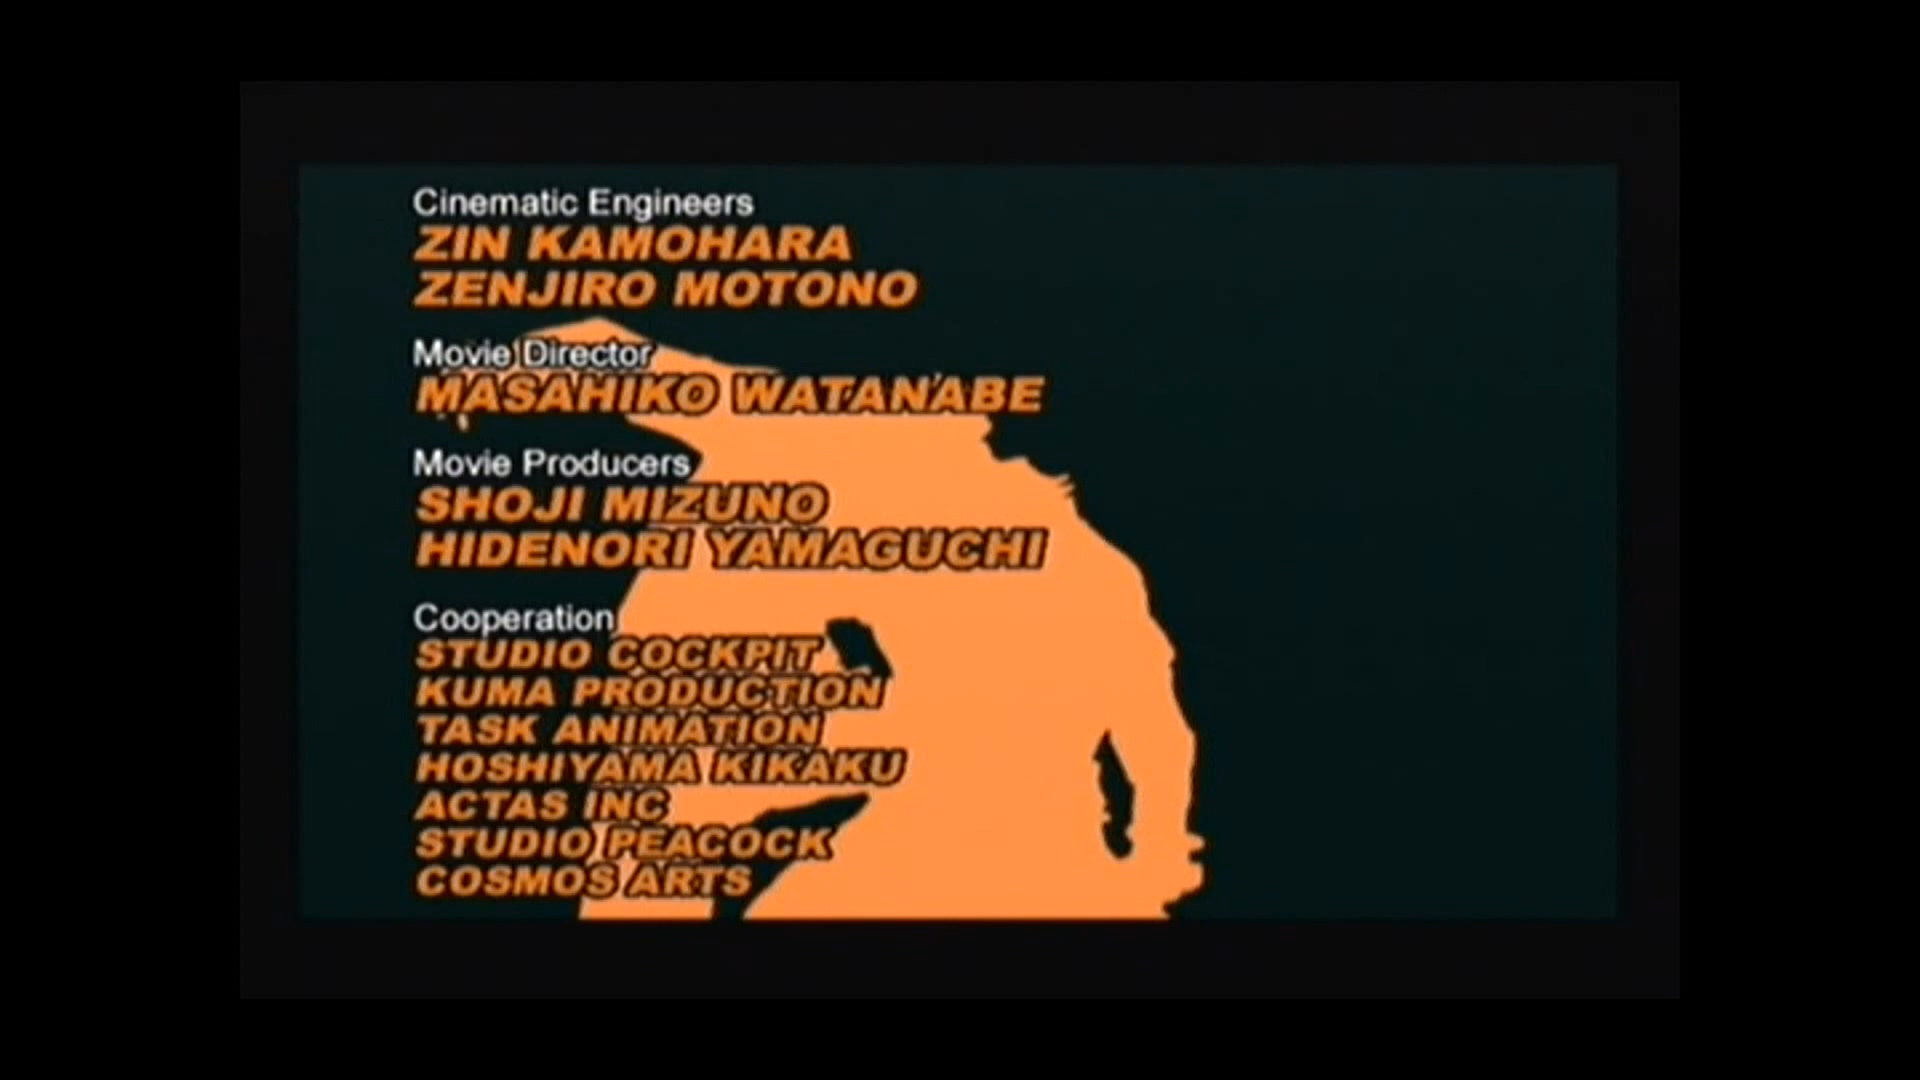 Cinematic Engineers
ZIN KAMOHARA
ZENJIRO MOTONO
Movie Director
MASAHIKO WATANABE
Movie Producers
SHOJI MIZUNO
HIDENORI YAMAGUCHI
Cooperation
STUDIO COCKPIT
KUMA PRODUCTION
TASK ANIMATION
HOSHIYAMA KIKAKU
ACTAS INC
STUDIO PEACOCK
COSMOS ARTS